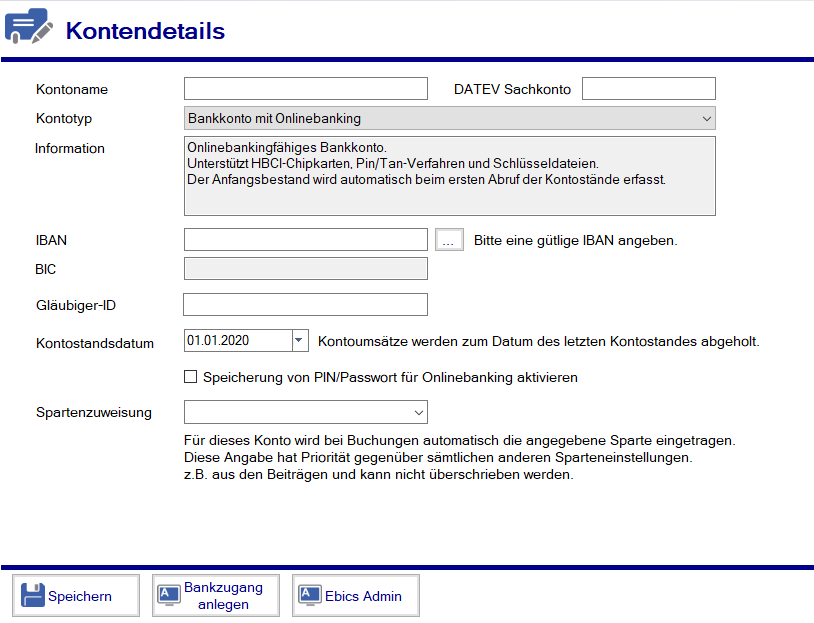 Kontendetails
Kontoname
DATEV Sachkonto
Kontotyp
Bankkonto mit Onlinebanking
Information
Onlinebankingfähiges Bankkonto.
Unterstützt HBCI-Chipkarten, Pin/Tan-Verfahren und Schlüsseldateien.
Der Anfangsbestand wird automatisch beim ersten Abruf der Kontostände erfasst.
IBAN
...
Bitte eine gütlige IBAN angeben.
BIC
Gläubiger-ID
Kontostandsdatum
01.01.2020
Kontoumsätze werden zum Datum des letzten Kontostandes abgeholt.
Speicherung von PIN/Passwort für Onlinebanking aktivieren
Spartenzuweisung
Für dieses Konto wird bei Buchungen automatisch die angegebene Sparte eingetragen.
Diese Angabe hat Priorität gegenüber sämtlichen anderen Sparteneinstellungen.
z.B. aus den Beiträgen und kann nicht überschrieben werden.
Speichern
A
Bankzugang
anlegen
A
Ebics Admin